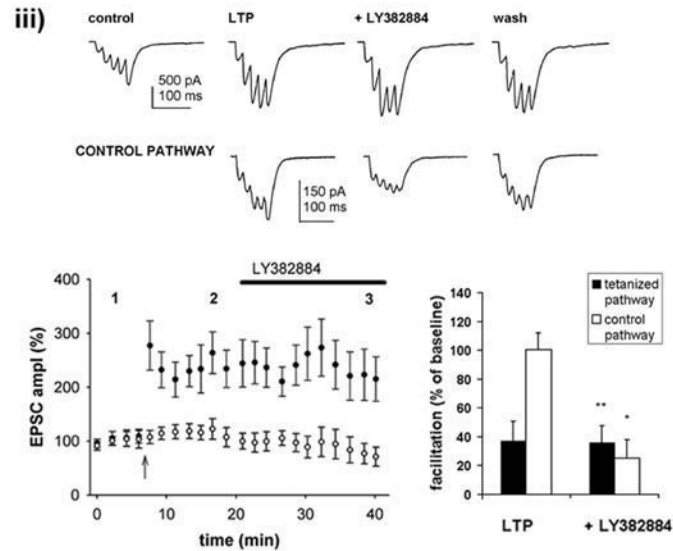 iii)
control LTP + LY382884 wash
500 pA
100 ms
CONTROL PATHWAY
150 pA
100 ms
LY382884
1 2 3
400
300
200
100
0
EPSC ampl (%)
0 10 20 30 40
time (min)
tetanized
pathway
control
pathway
140
120
100
80
60
40
20
0
facilitation (% of baseline)
** *
LTP + LY382884